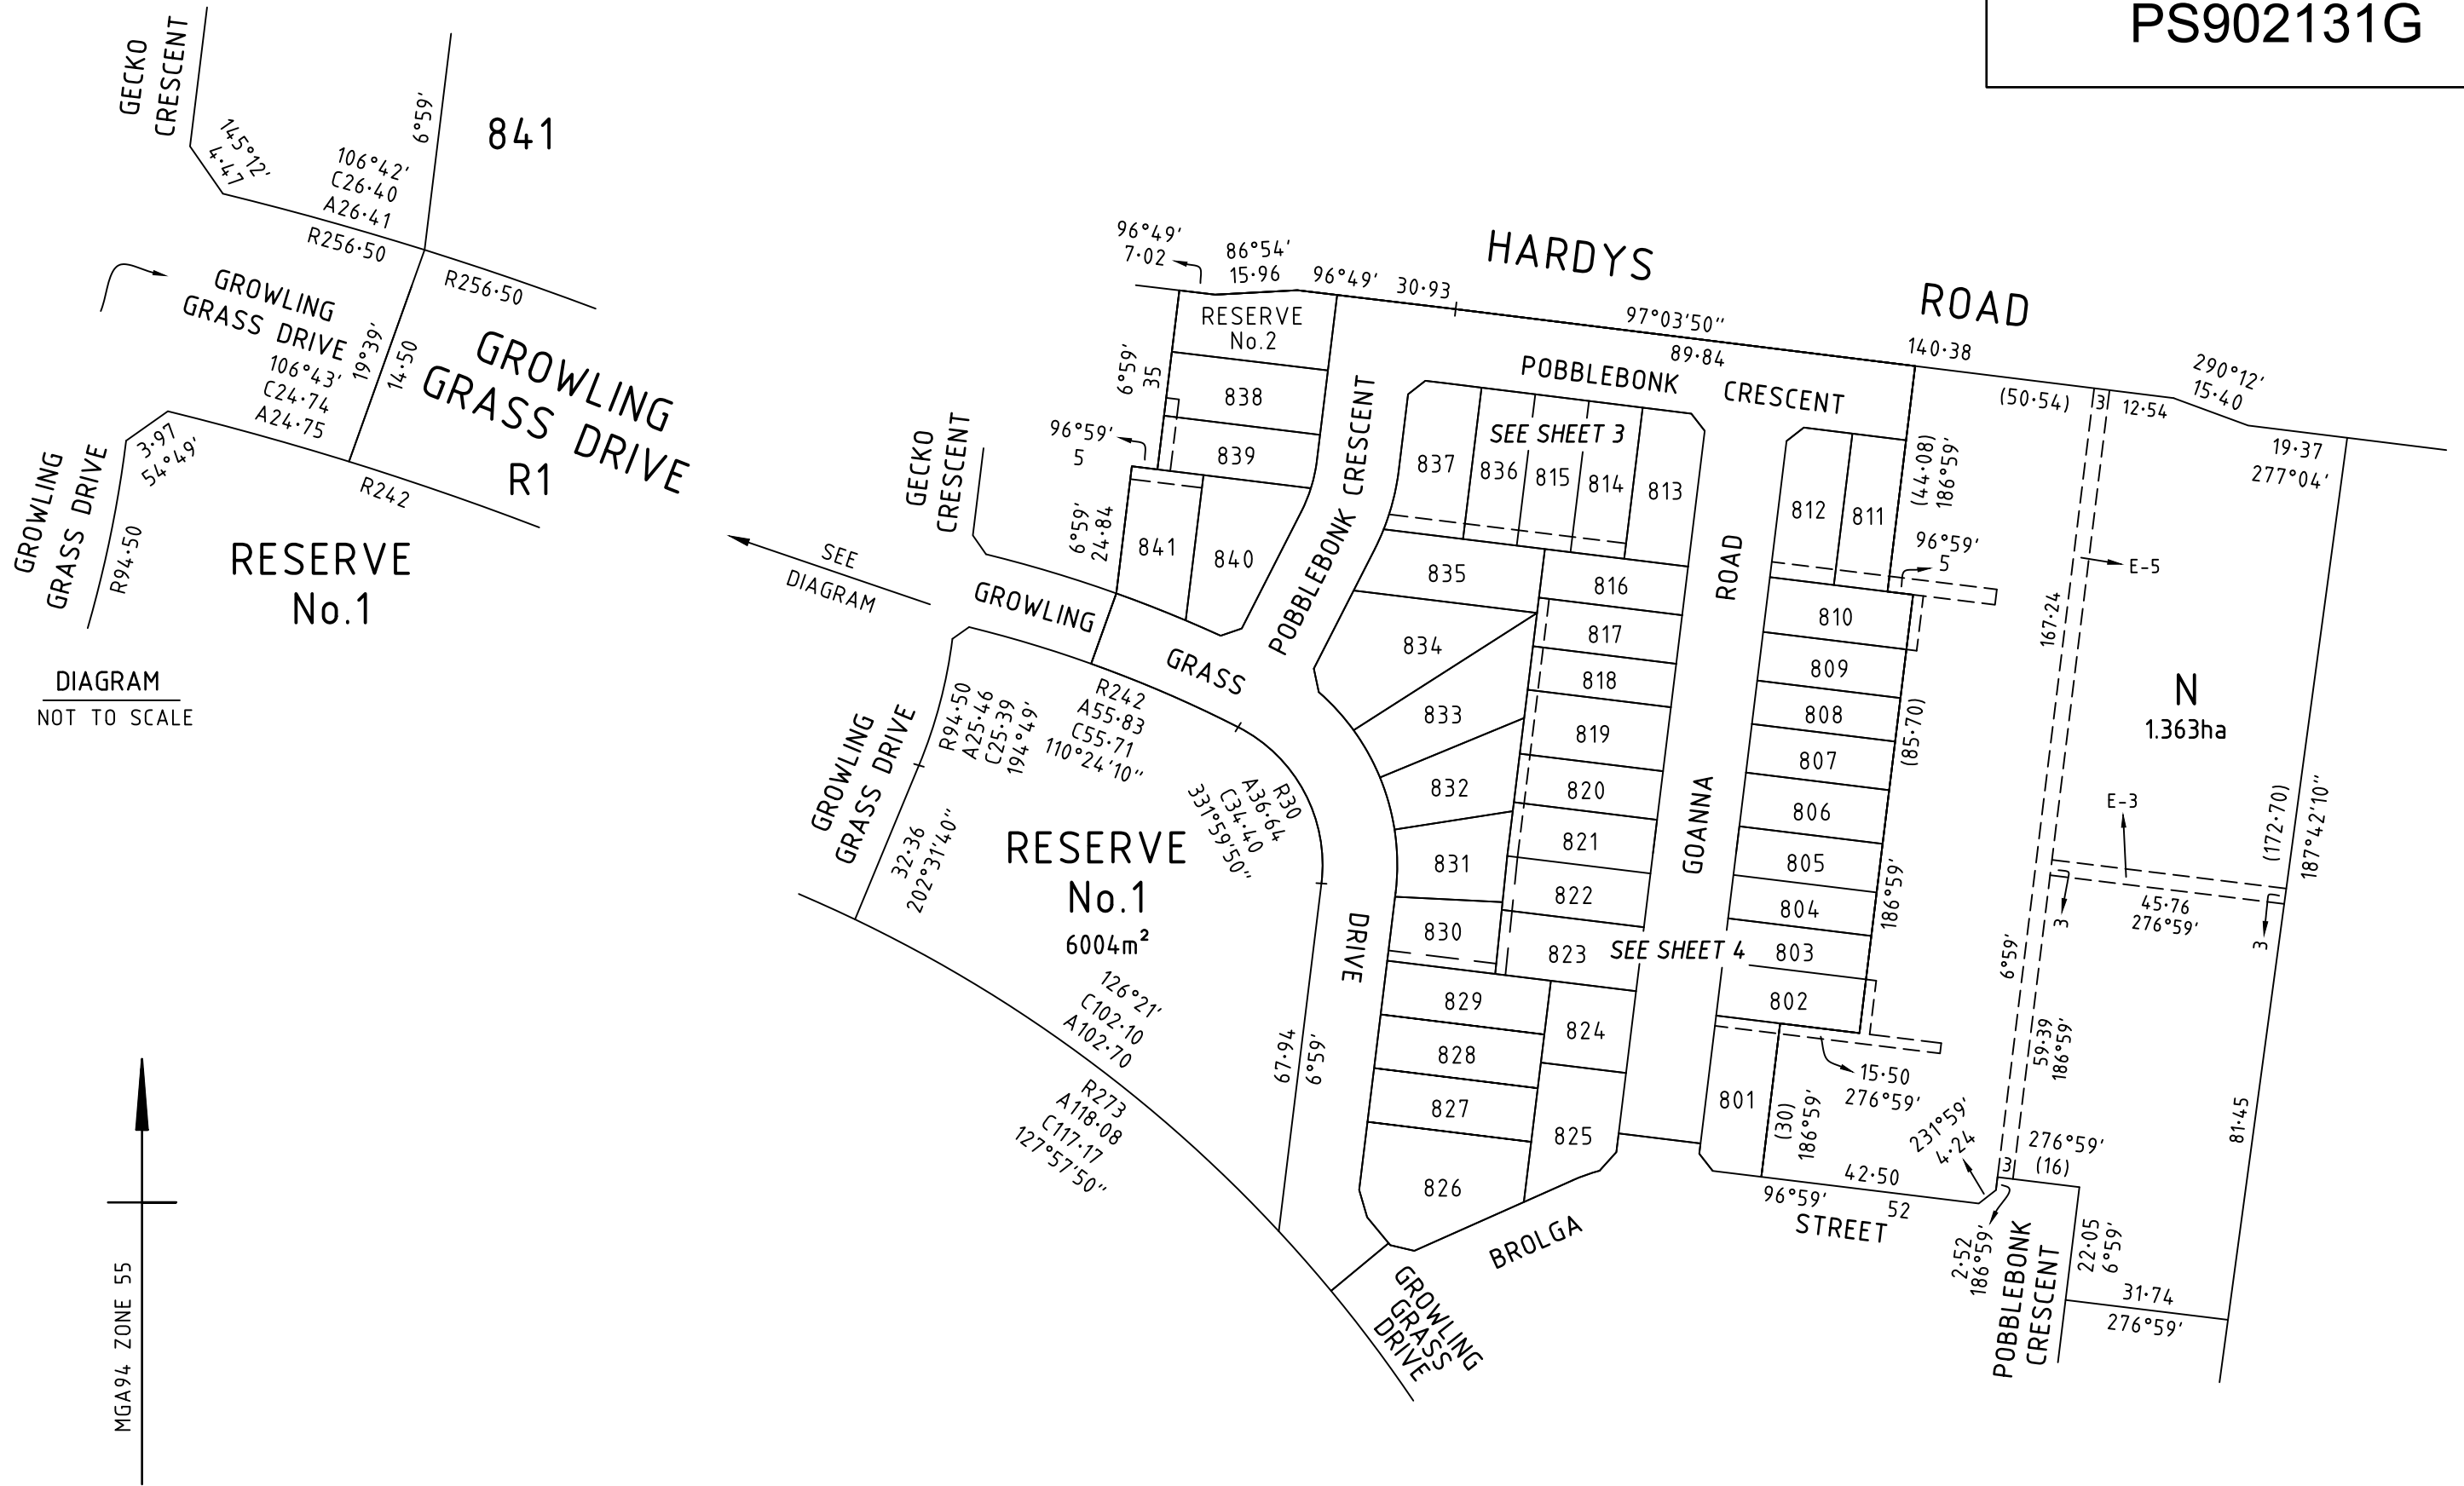 PS902131G
GECKO
CRESCENT
145°12'
4·47
106°42'
C26·40
A26·41
R256·50
6°59'
841
R256·50
GROWLING
GRASS DRIVE
106°43'
C24·74
A24·75
19°39'
14·50
GROWLING
GRASS DRIVE
R1
3·97
54°49'
R242
GROWLING
GRASS DRIVE
R94·50
RESERVE
No.1
DIAGRAM
NOT TO SCALE
MGA94 ZONE 55
SEE
DIAGRAM
HARDYS
ROAD
96°49'
7·02
86°54'
15·96
96°49'
30·93
97°03'50"
89·84
140·38
(50·54)
3
12·54
290°12'
15·40
19·37
277°04'
RESERVE
No.2
6°59'
35
838
839
96°59'
5
GECKO
CRESCENT
6°59'
24·84
841
840
POBBLEBONK CRESCENT
POBBLEBONK CRESCENT
POBBLEBONK
CRESCENT
SEE SHEET 3
837
836
815
814
813
812
811
(44·08)
186°59'
96°59'
5
E-5
835
816
ROAD
810
834
817
809
818
808
833
819
807
832
820
806
831
821
805
822
804
830
823
SEE SHEET 4
803
829
824
802
828
827
825
801
826
GOANNA
(85·70)
186°59'
167·24
N
1.363ha
E-3
(172·70)
187°42'10"
45·76
276°59'
3
3
6°59'
59·39
186°59'
15·50
276°59'
(30)
186°59'
231°59'
4·24
276°59'
3
(16)
42·50
96°59'
52
STREET
2·52
186°59'
POBBLEBONK
CRESCENT
22·05
6°59'
31·74
276°59'
81·45
GROWLING
GRASS
R242
A55·83
C55·71
110°24'10"
R94·50
A25·46
C25·39
194°49'
GROWLING
GRASS DRIVE
R30
A36·64
C34·40
331°59'50"
32·36
202°31'40"
RESERVE
No.1
6004m²
DRIVE
126°21'
C102·10
A102·70
R273
A118·08
C117·17
127°57'50"
67·94
6°59'
BROLGA
GROWLING
GRASS
DRIVE